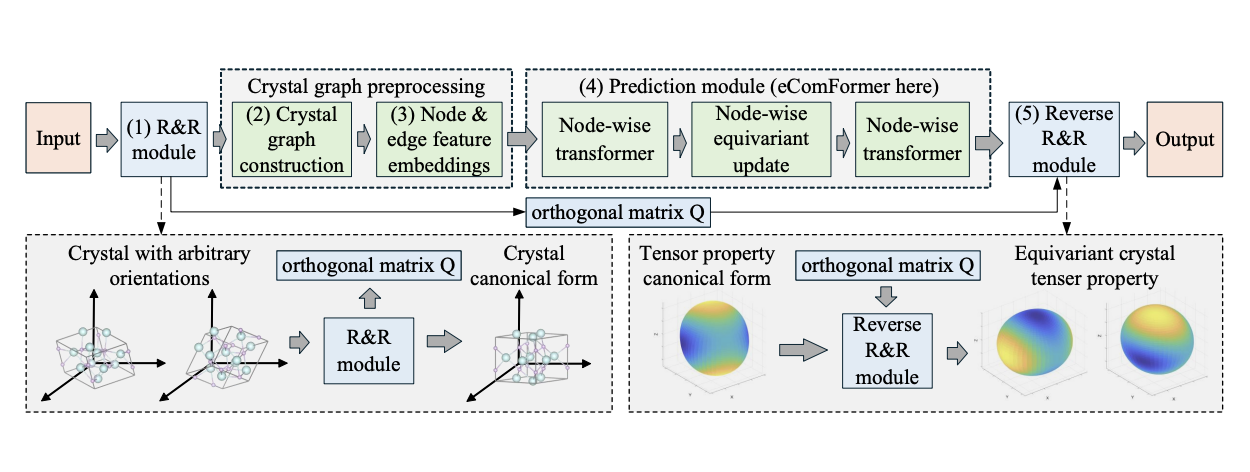 Crystal graph preprocessing
(4) Prediction module (eComFormer here)
Input
(1) R&R
module
(2) Crystal
graph
construction
(3) Node &
edge feature
embeddings
Node-wise
transformer
Node-wise
equivariant
update
Node-wise
transformer
(5) Reverse
R&R
module
Output
orthogonal matrix Q
Crystal with arbitrary
orientations
orthogonal matrix Q
Crystal
canonical form
R&R
module
Tensor property
canonical form
orthogonal matrix Q
Equivariant crystal
tenser property
Reverse
R&R
module